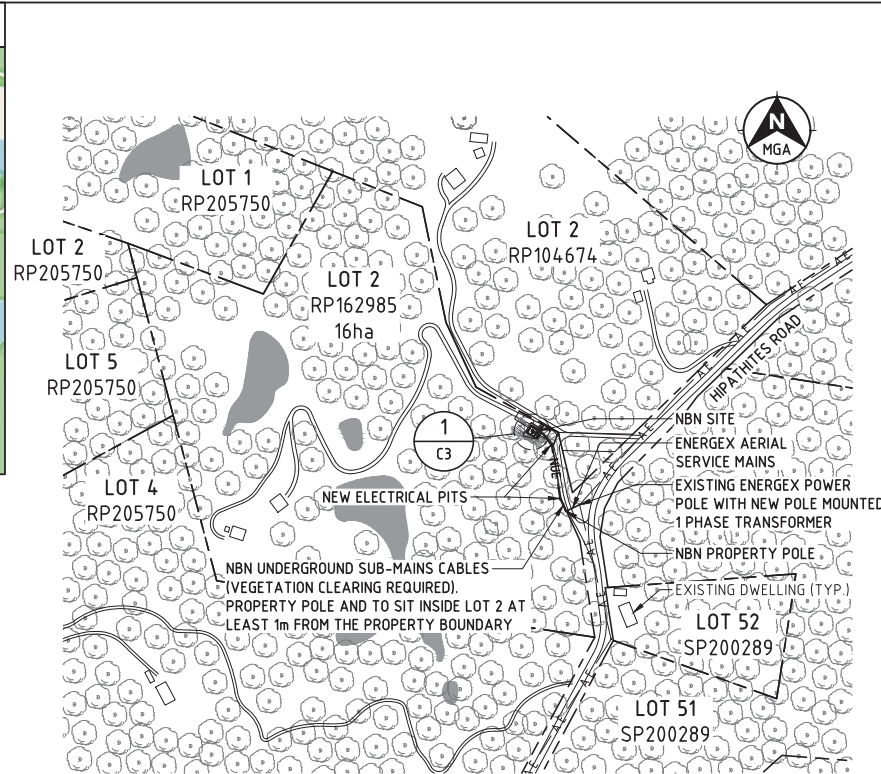 N
MGA
LOT 1
RP205750
LOT 2
RP205750
LOT 2
RP104674
LOT 2
RP162985
16ha
HIPATHITES ROAD
LOT 5
RP205750
1
C3
NBN SITE
ENERGEX AERIAL
SERVICE MAINS
EXISTING ENERGEX POWER
POLE WITH NEW POLE MOUNTED
1 PHASE TRANSFORMER
NBN PROPERTY POLE
LOT 4
RP205750
NEW ELECTRICAL PITS
NBN UNDERGROUND SUB-MAINS CABLES
(VEGETATION CLEARING REQUIRED).
PROPERTY POLE AND TO SIT INSIDE LOT 2 AT
LEAST 1m FROM THE PROPERTY BOUNDARY
EXISTING DWELLING (TYP.)
LOT 52
SP200289
LOT 51
SP200289